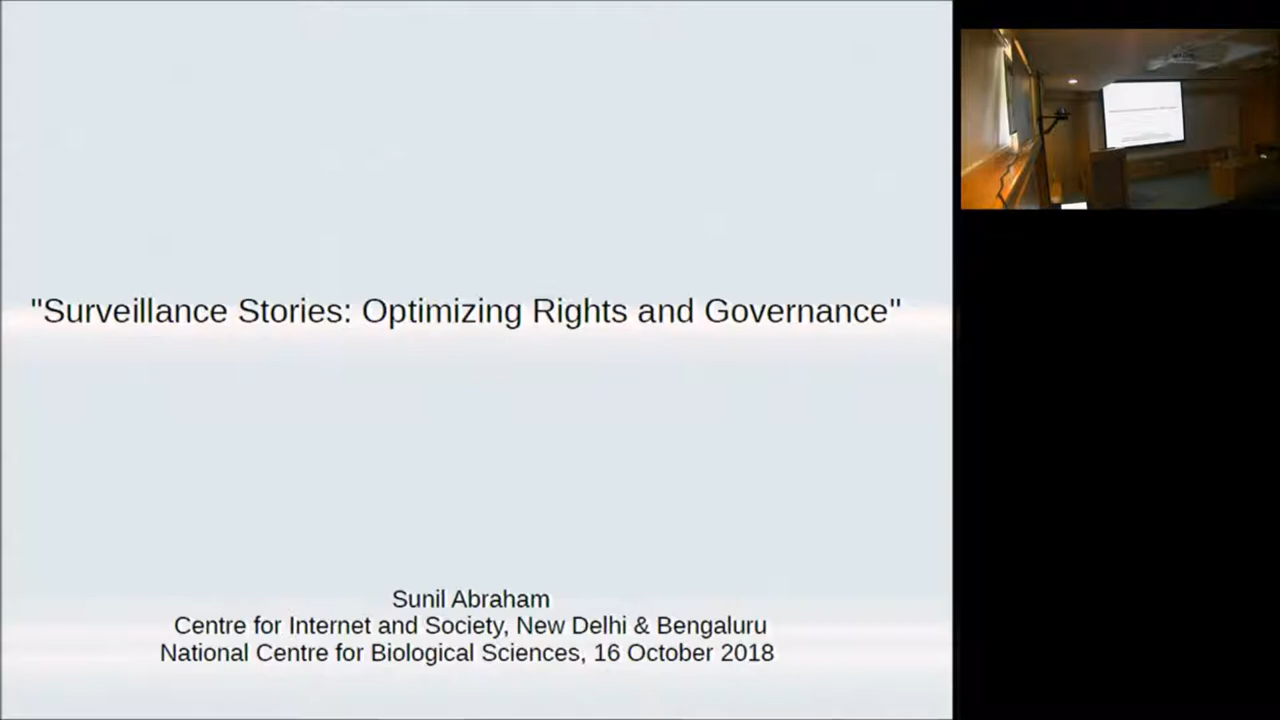 "Surveillance Stories: Optimizing Rights and Governance"
Sunil Abraham
Centre for Internet and Society, New Delhi & Bengaluru
National Centre for Biological Sciences, 16 October 2018